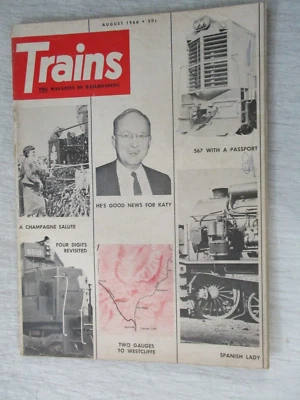 AUGUST 1966 • 50c
Trains
THE MAGAZINE OF RAILROADING
567 WITH A PASSPORT
HE'S GOOD NEWS FOR KATY
A CHAMPAGNE SALUTE
FOUR DIGITS
REVISITED
TWO GAUGES
TO WESTCLIFFE
SPANISH LADY